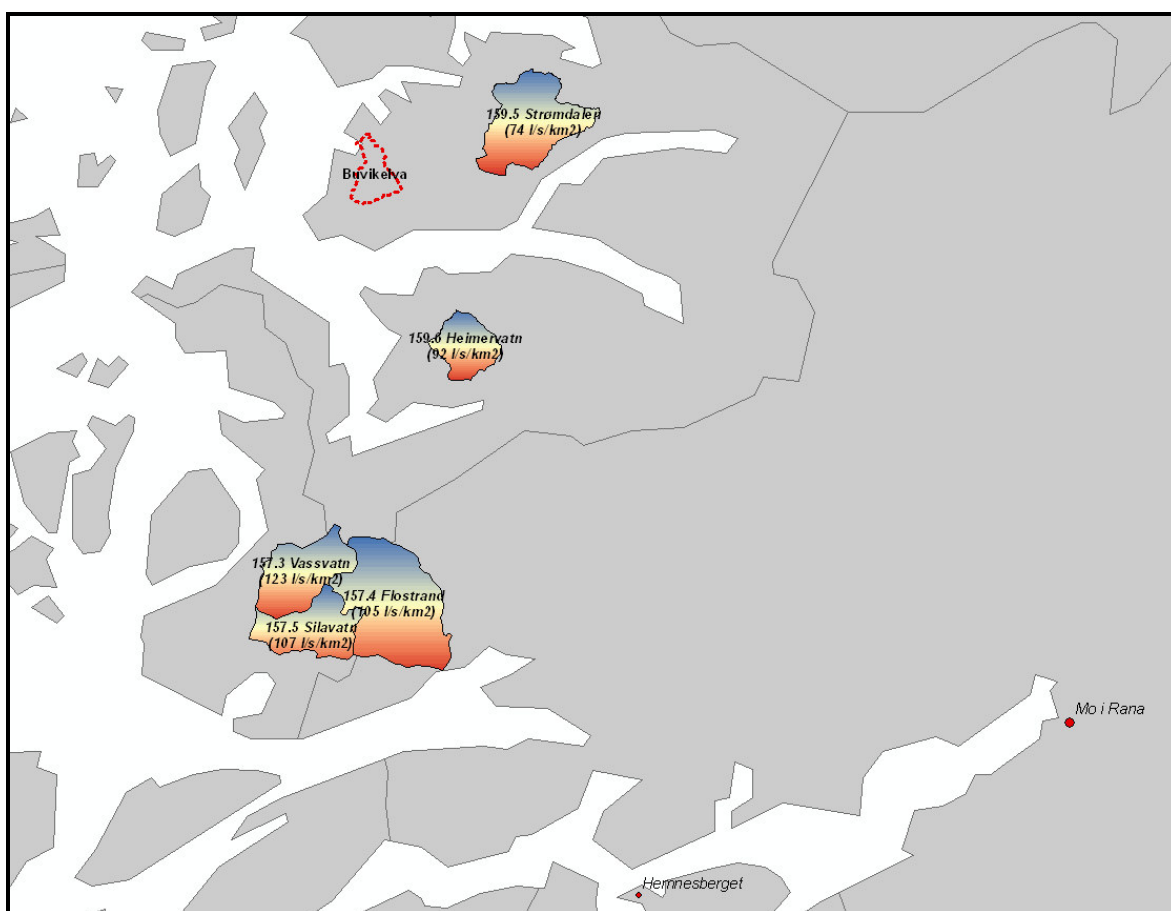 159.5 Strømdalen
(74 l/s/km2)
Buvikelva
159.6 Heimervatn
(92 l/s/km2)
157.3 Vassvatn
(123 l/s/km2)
157.4 Flostrand
(105 l/s/km2)
157.5 Silavatn
(107 l/s/km2)
Mo i Rana
Hemnesberget